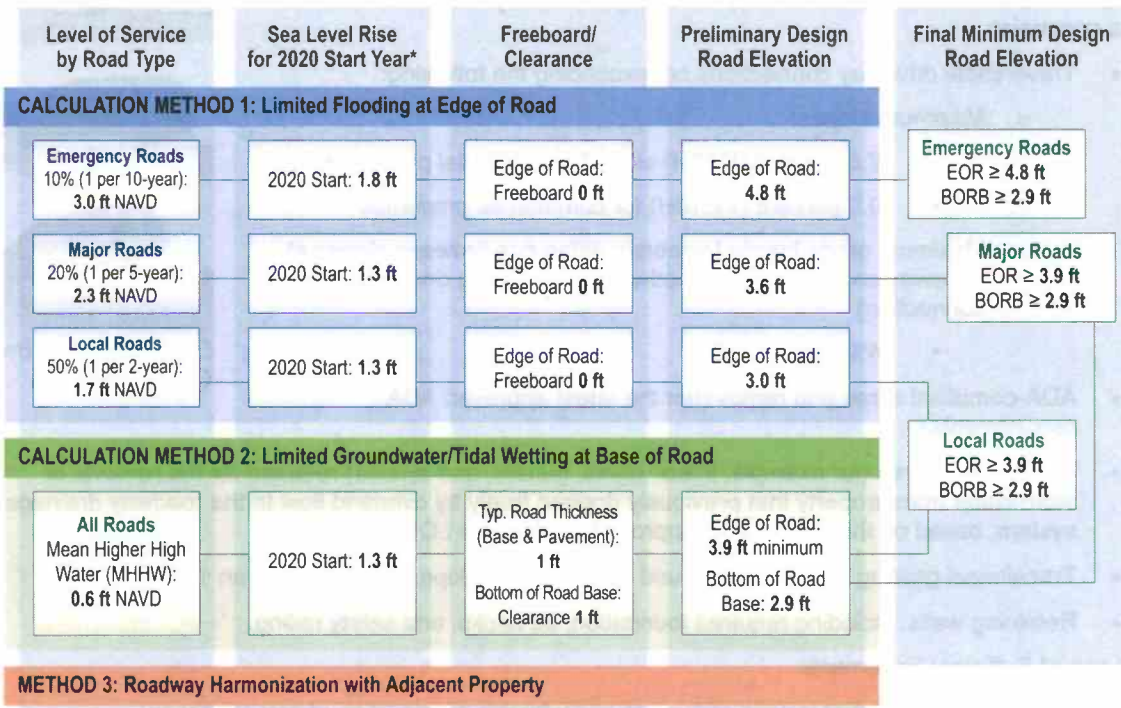 Level of Service
by Road Type
Sea Level Rise
for 2020 Start Year*
Freeboard/
Clearance
Preliminary Design
Road Elevation
Final Minimum Design
Road Elevation
CALCULATION METHOD 1: Limited Flooding at Edge of Road
Emergency Roads
10% (1 per 10-year):
3.0 ft NAVD
2020 Start: 1.8 ft
Edge of Road:
Freeboard 0 ft
Edge of Road:
4.8 ft
Emergency Roads
EOR ≥ 4.8 ft
BORB ≥ 2.9 ft
Major Roads
20% (1 per 5-year):
2.3 ft NAVD
2020 Start: 1.3 ft
Edge of Road:
Freeboard 0 ft
Edge of Road:
3.6 ft
Major Roads
EOR ≥ 3.9 ft
BORB ≥ 2.9 ft
Local Roads
50% (1 per 2-year):
1.7 ft NAVD
2020 Start: 1.3 ft
Edge of Road:
Freeboard 0 ft
Edge of Road:
3.0 ft
Local Roads
EOR ≥ 3.9 ft
BORB ≥ 2.9 ft
CALCULATION METHOD 2: Limited Groundwater/Tidal Wetting at Base of Road
All Roads
Mean Higher High
Water (MHHW):
0.6 ft NAVD
2020 Start: 1.3 ft
Typ. Road Thickness
(Base & Pavement):
1 ft
Bottom of Road Base:
Clearance 1 ft
Edge of Road:
3.9 ft minimum
Bottom of Road
Base: 2.9 ft
METHOD 3: Roadway Harmonization with Adjacent Property